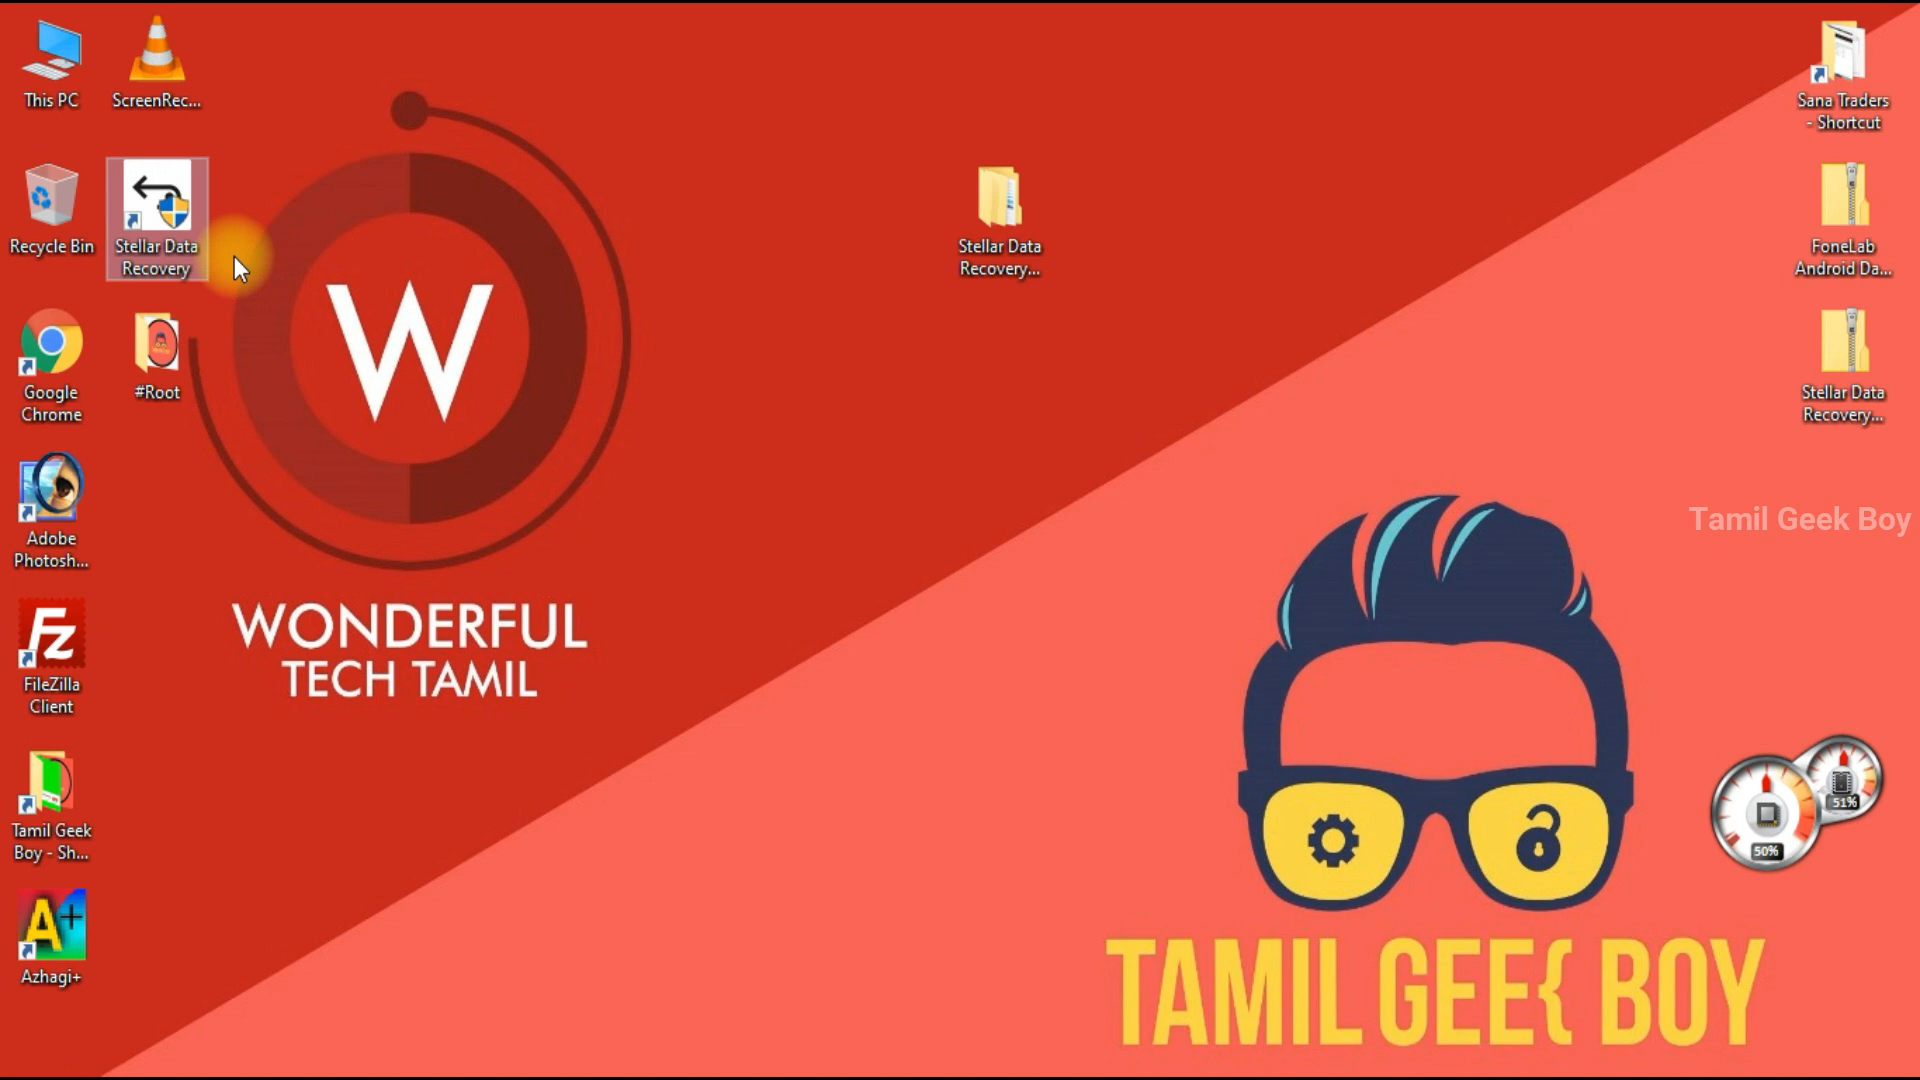 This PC
ScreenRec...
Recycle Bin
Stellar Data
Recovery
Google
Chrome
#Root
Adobe
Photosh...
Fz
FileZilla
Client
Tamil Geek
Boy - Sh...
A+
Azhagi+
W
WONDERFUL
TECH TAMIL
Stellar Data
Recovery...
Sana Traders
- Shortcut
FoneLab
Android Da...
Stellar Data
Recovery...
Tamil Geek Boy
51%
50%
TAMIL GEE{ BOY